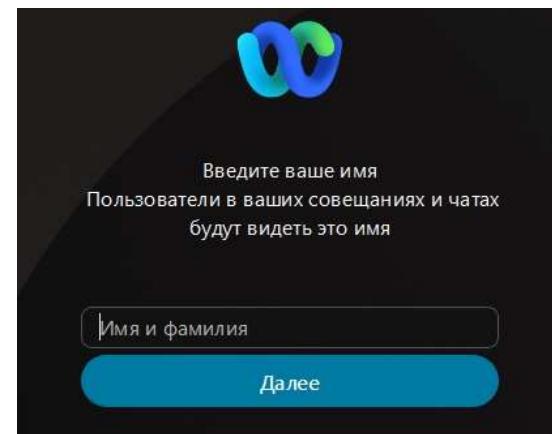 Введите ваше имя
Пользователи в ваших совещаниях и чатах
будут видеть это имя
Имя и фамилия
Далее